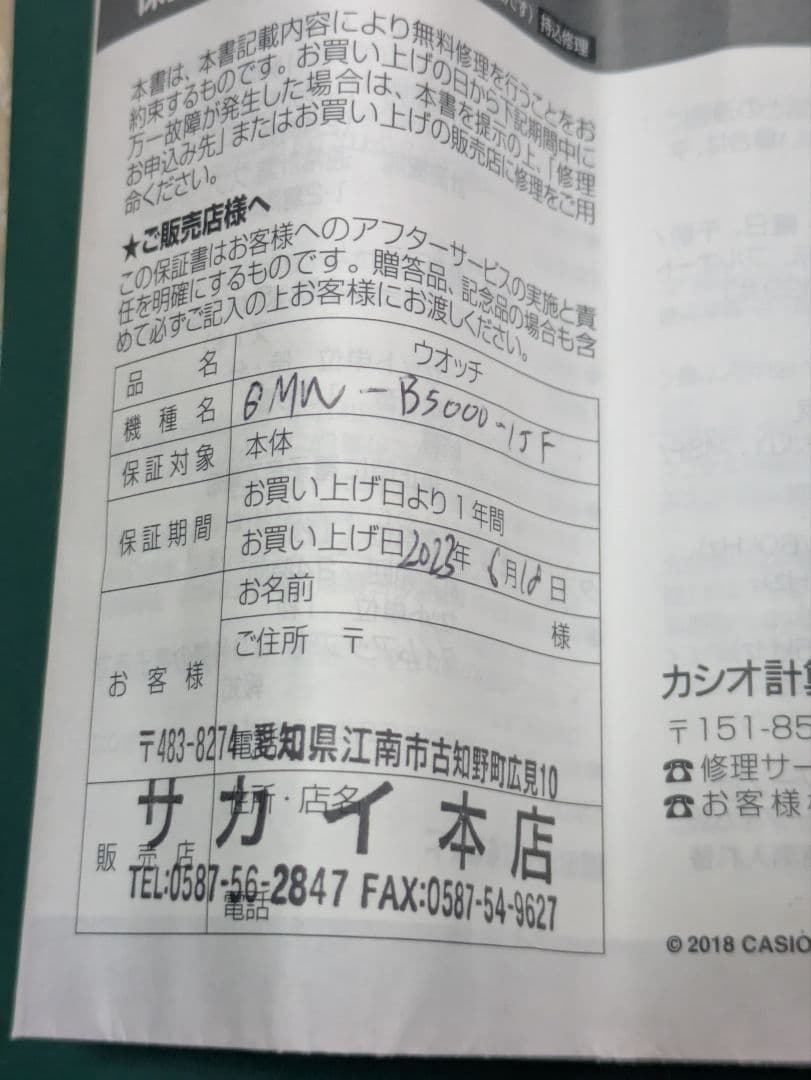 です) 持込修理
本書は、本書記載内容により無料修理を行うことをお
約束するものです。お買い上げの日から下記期間中に
万一故障が発生した場合は、本書を提示の上、「修理
お申込み先」またはお買い上げの販売店に修理をご用
命ください。
★ご販売店様へ
この保証書はお客様へのアフターサービスの実施と責
任を明確にするものです。贈答品、記念品の場合も含
めて必ずご記入の上お客様にお渡しください。
品名 ウオッチ
機種名 GMW-B5000-1JF
保証対象 本体
保証期間 お買い上げ日より1年間
お買い上げ日 2023年 6月18日
お客様 お名前 様
ご住所 〒
電話
〒483-8274 愛知県江南市古知野町広見10
販売店 住所・店名
サカイ本店
TEL:0587-56-2847 FAX:0587-54-9627
電話
カシオ計算
〒151-85
☎修理サー
☎お客様
© 2018 CASIO